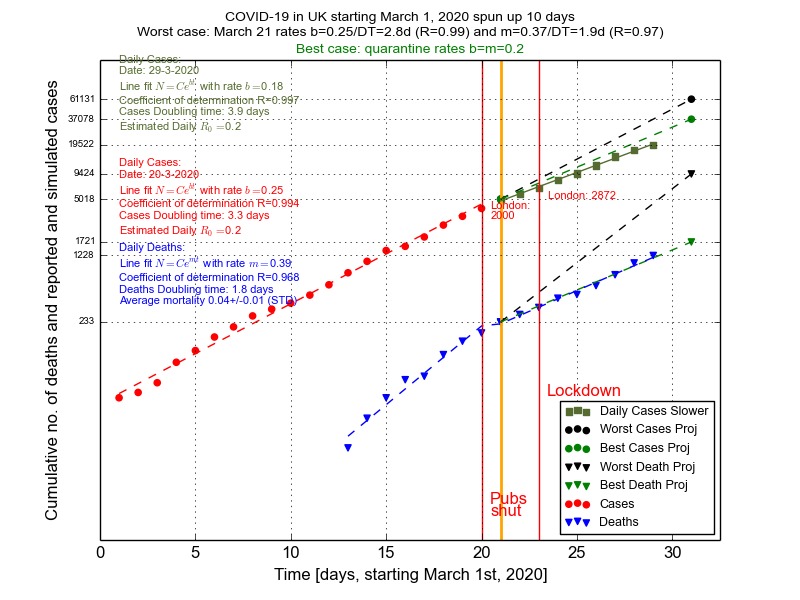 COVID-19 in UK starting March 1, 2020 spun up 10 days
Worst case: March 21 rates b=0.25/DT=2.8d (R=0.99) and m=0.37/DT=1.9d (R=0.97)
Best case: quarantine rates b=m=0.2
Daily Cases:
Date: 29-3-2020
Line fit N = Ce^{bt} with rate b = 0.18
Coefficient of determination R=0.997
Cases Doubling time: 3.9 days
Estimated Daily R_0 = 0.2
Daily Cases:
Date: 20-3-2020
Line fit N = Ce^{bt} with rate b = 0.25
Coefficient of determination R=0.994
Cases Doubling time: 3.3 days
Estimated Daily R_0 = 0.2
Daily Deaths:
Line fit N = Ce^{mt} with rate m = 0.39
Coefficient of determination R=0.968
Deaths Doubling time: 1.8 days
Average mortality 0.04+/-0.01 (STD)
Cumulative no. of deaths and reported and simulated cases
61131
37078
19522
9424
5018
1721
1228
233
London:
2000
London: 2872
Lockdown
Pubs
shut
Daily Cases Slower
Worst Cases Proj
Best Cases Proj
Worst Death Proj
Best Death Proj
Cases
Deaths
0 5 10 15 20 25 30
Time [days, starting March 1st, 2020]